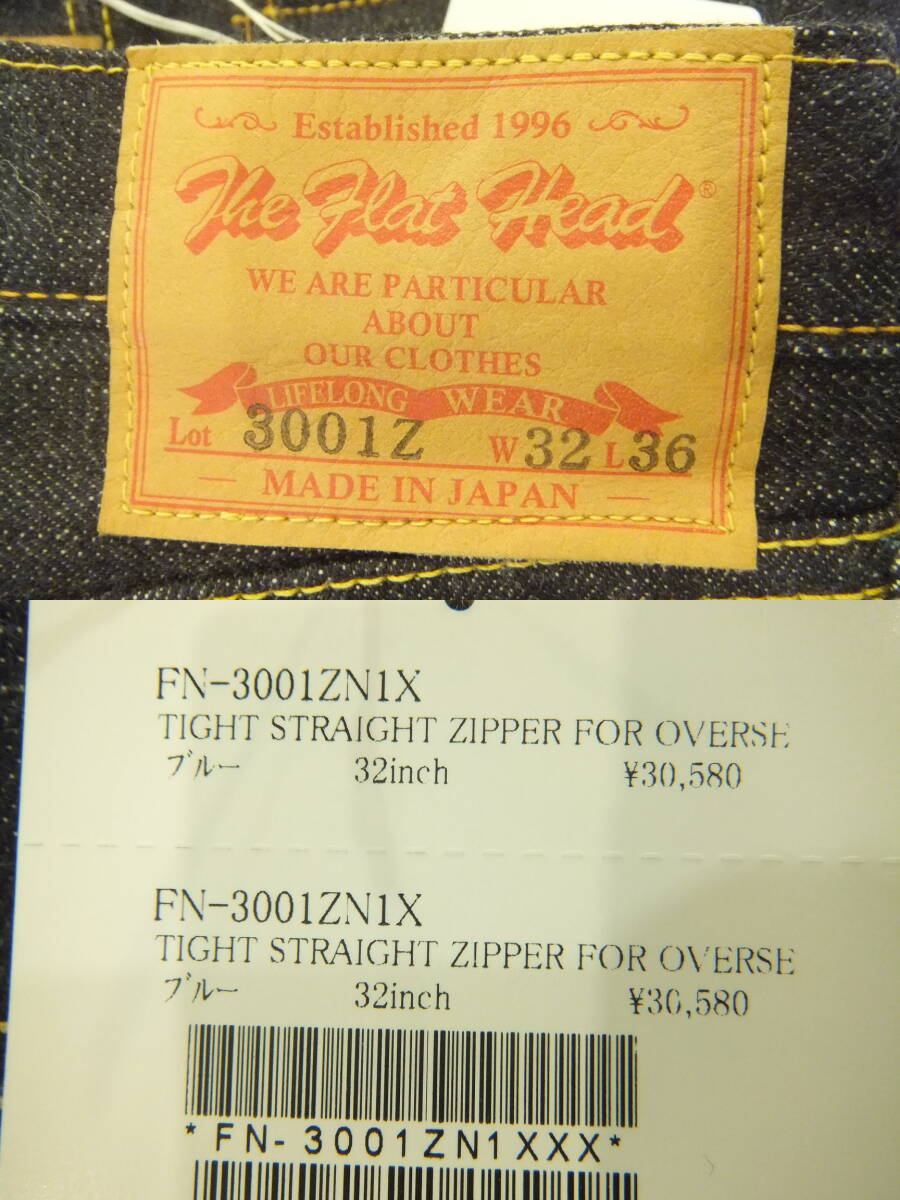 Established 1996
The Flat Head®
WE ARE PARTICULAR
ABOUT
OUR CLOTHES
LIFELONG WEAR
Lot 3001Z W32 L36
— MADE IN JAPAN —
FN-3001ZN1X
TIGHT STRAIGHT ZIPPER FOR OVERSE
ブルー 32inch ¥30,580
FN-3001ZN1X
TIGHT STRAIGHT ZIPPER FOR OVERSE
ブルー 32inch ¥30,580
*FN-3001ZN1XXX*